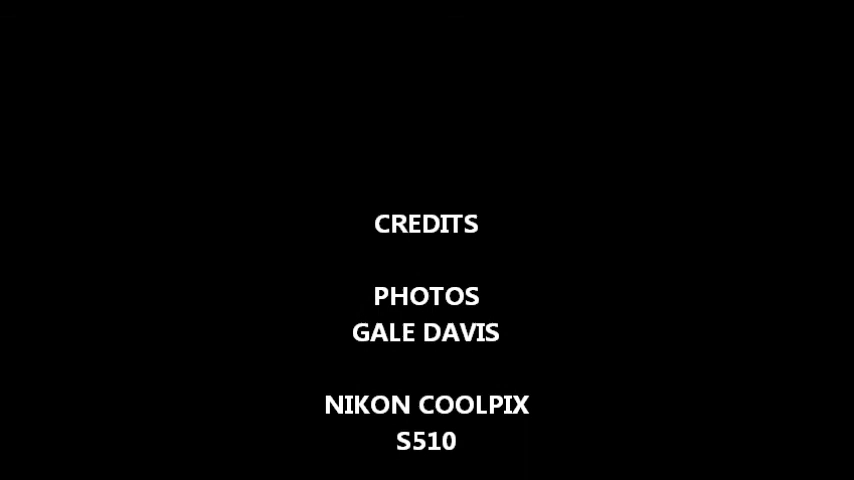 CREDITS
PHOTOS
GALE DAVIS
NIKON COOLPIX
S510